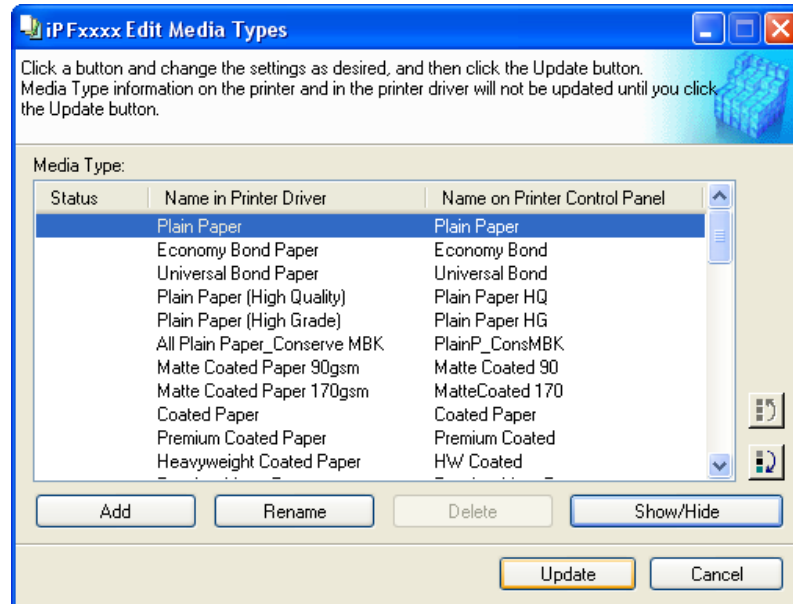 iPFxxxx Edit Media Types
Click a button and change the settings as desired, and then click the Update button.
Media Type information on the printer and in the printer driver will not be updated until you click
the Update button.
Media Type:
Status Name in Printer Driver Name on Printer Control Panel
Plain Paper Plain Paper
Economy Bond Paper Economy Bond
Universal Bond Paper Universal Bond
Plain Paper (High Quality) Plain Paper HQ
Plain Paper (High Grade) Plain Paper HG
All Plain Paper_Conserve MBK PlainP_ConsMBK
Matte Coated Paper 90gsm Matte Coated 90
Matte Coated Paper 170gsm MatteCoated 170
Coated Paper Coated Paper
Premium Coated Paper Premium Coated
Heavyweight Coated Paper HW Coated
Add Rename Delete Show/Hide
Update Cancel